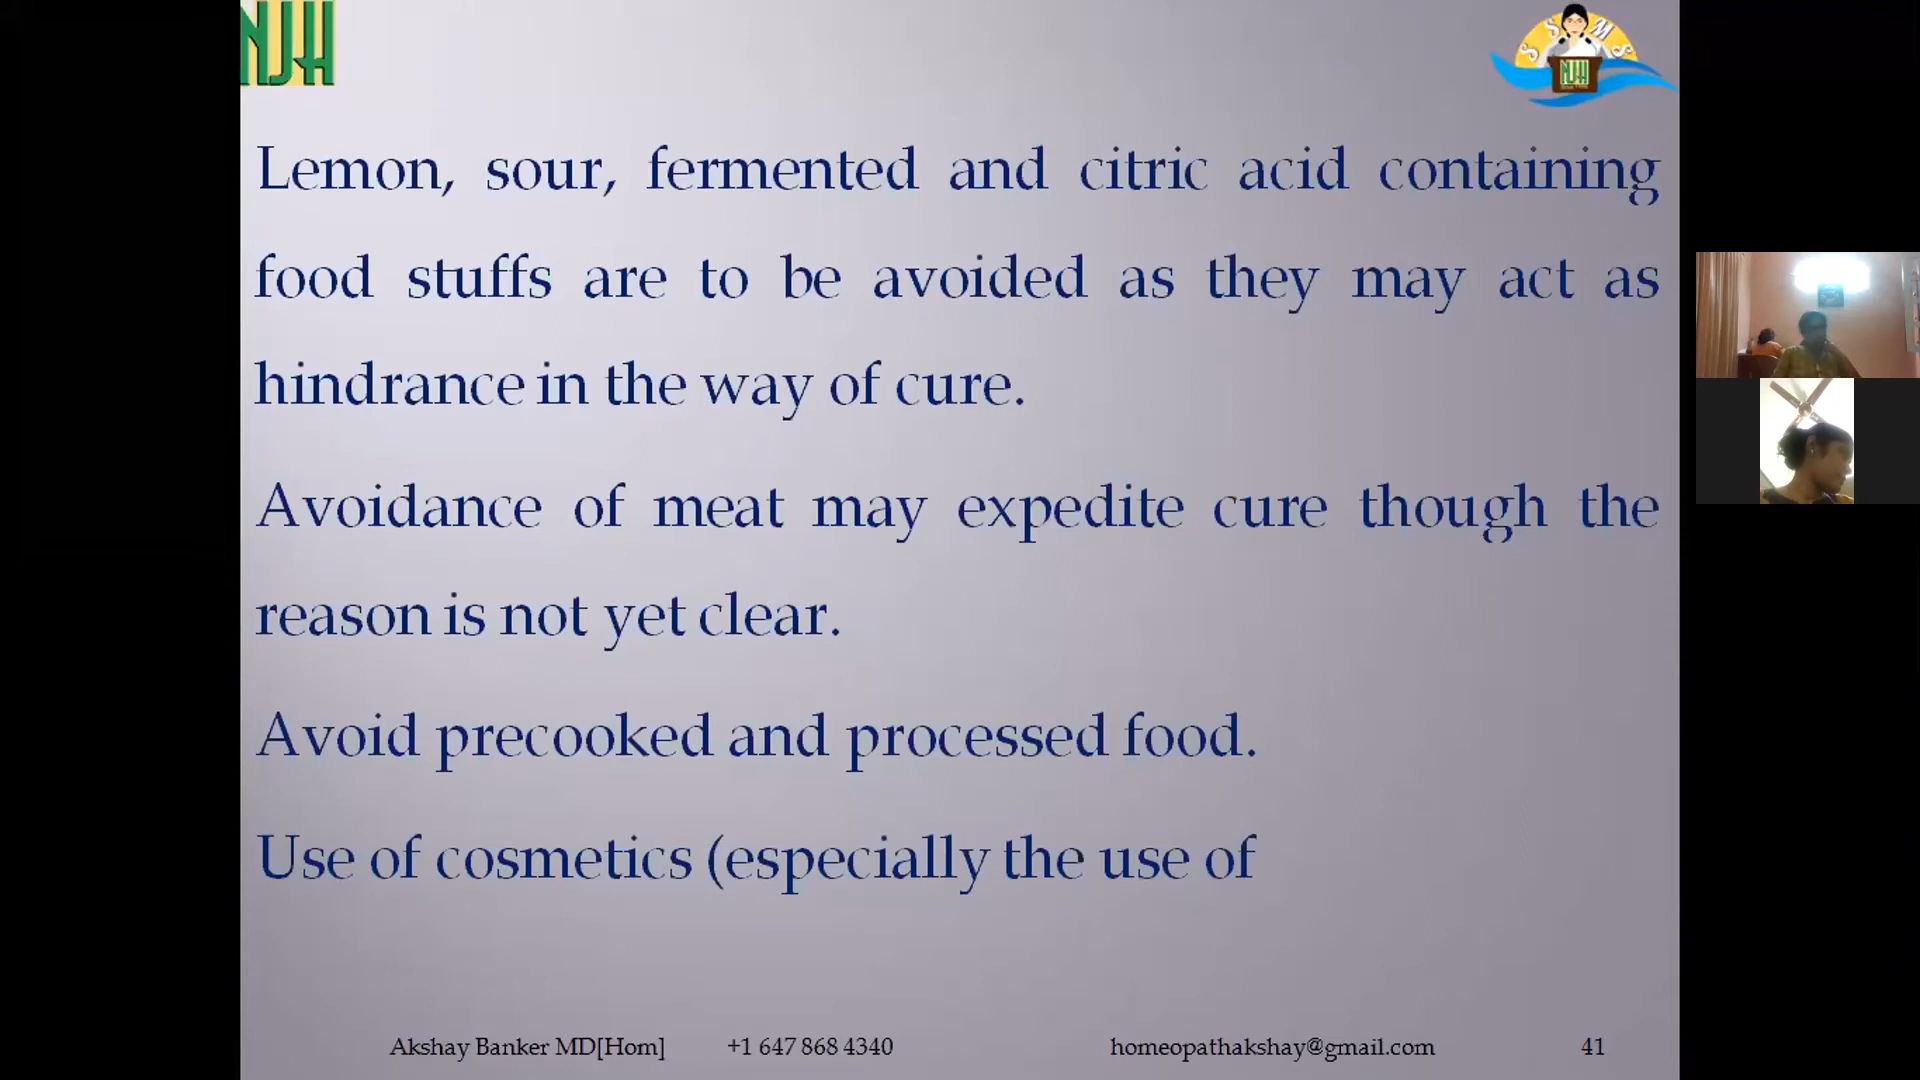 NJH
S S M S
NJH
Lemon, sour, fermented and citric acid containing
food stuffs are to be avoided as they may act as
hindrance in the way of cure.
Avoidance of meat may expedite cure though the
reason is not yet clear.
Avoid precooked and processed food.
Use of cosmetics (especially the use of
Akshay Banker MD[Hom] +1 647 868 4340 homeopathakshay@gmail.com 41